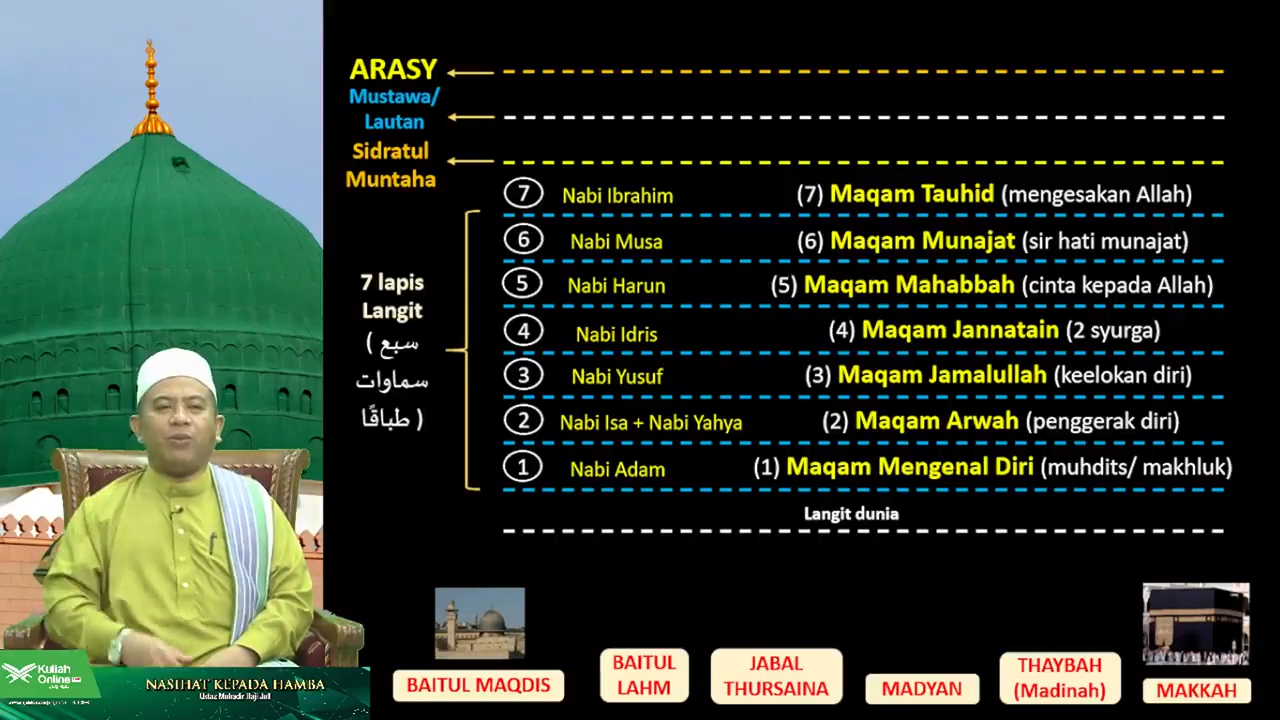 ARASY
Mustawa/
Lautan
Sidratul
Muntaha
7 Nabi Ibrahim (7) Maqam Tauhid (mengesakan Allah)
6 Nabi Musa (6) Maqam Munajat (sir hati munajat)
5 Nabi Harun (5) Maqam Mahabbah (cinta kepada Allah)
4 Nabi Idris (4) Maqam Jannatain (2 syurga)
3 Nabi Yusuf (3) Maqam Jamalullah (keelokan diri)
2 Nabi Isa + Nabi Yahya (2) Maqam Arwah (penggerak diri)
1 Nabi Adam (1) Maqam Mengenal Diri (muhdits/ makhluk)
7 lapis
Langit
( سبع
سماوات
طباقًا )
Langit dunia
BAITUL MAQDIS
BAITUL
LAHM
JABAL
THURSAINA
MADYAN
THAYBAH
(Madinah)
MAKKAH
Kuliah
Online
NASIHAT KEPADA HAMBA
Ustaz Muhadir Haji Joll